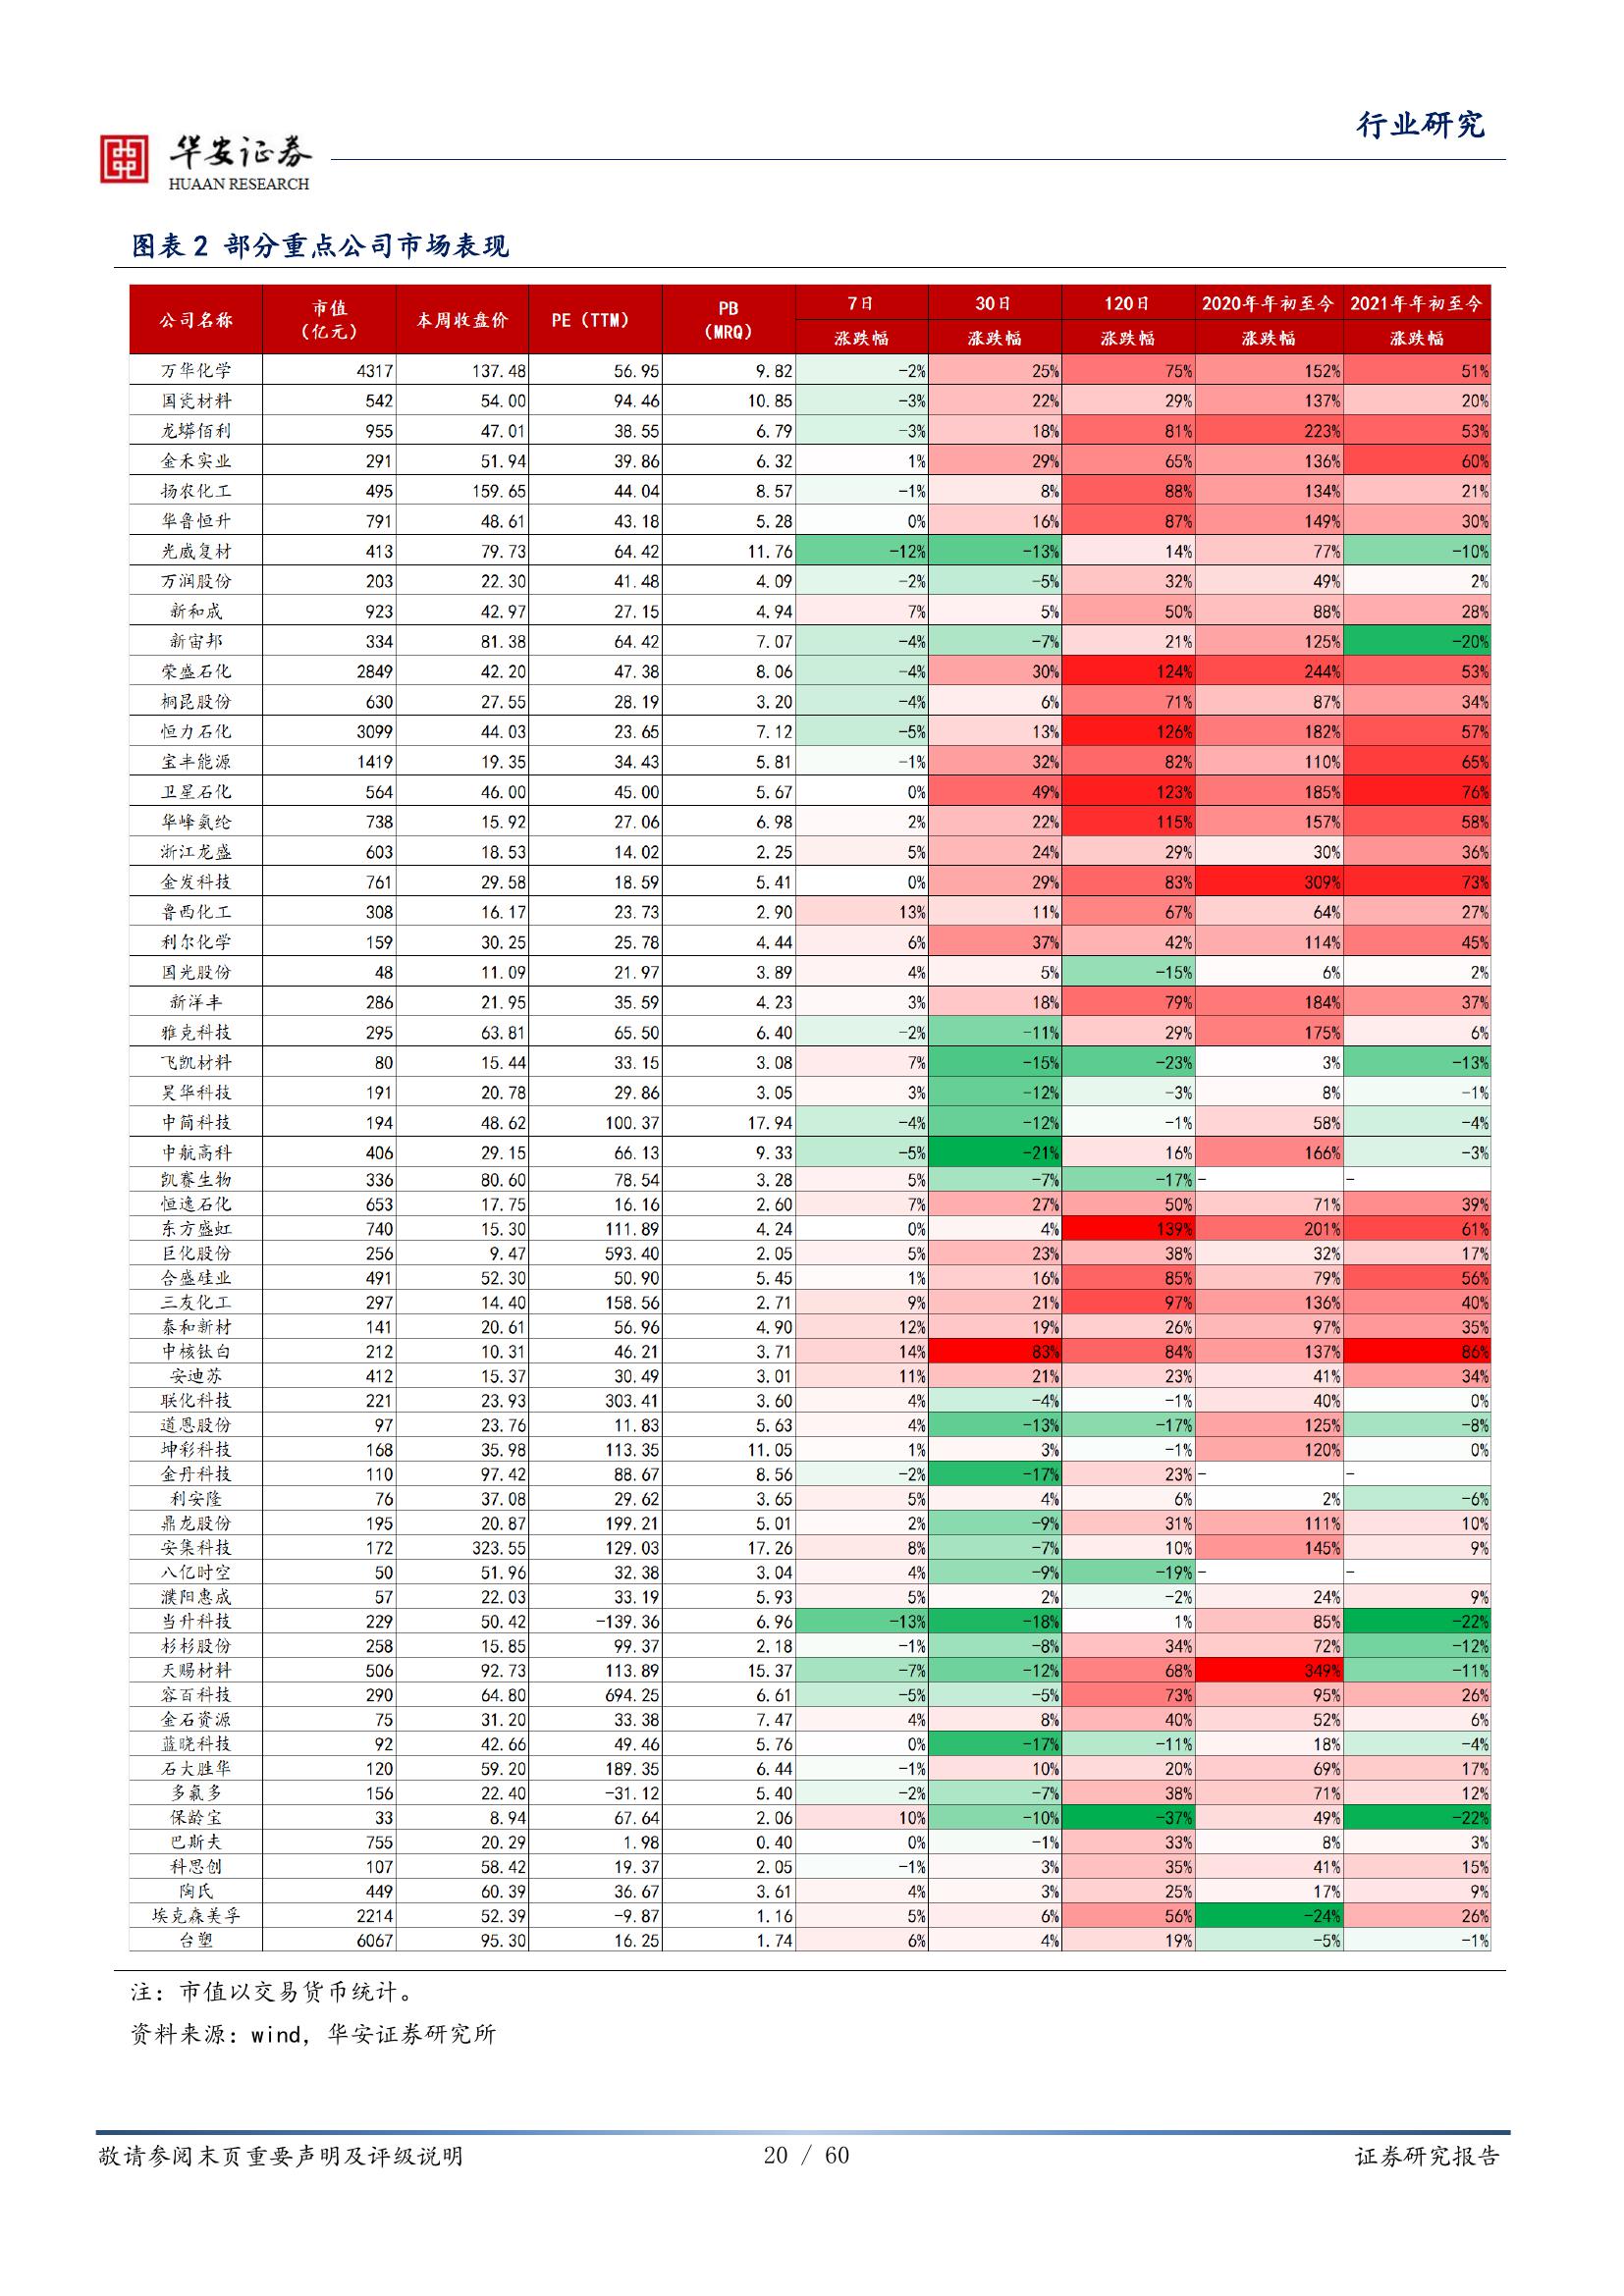 行业研究
华安证券
HUAAN RESEARCH
图表 2 部分重点公司市场表现
公司名称 市值(亿元) 本周收盘价 PE（TTM） PB（MRQ） 7日 30日 120日 2020年年初至今 2021年年初至今
涨跌幅 涨跌幅 涨跌幅 涨跌幅 涨跌幅
万华化学 4317 137.48 56.95 9.82 -2% 25% 75% 152% 51%
国瓷材料 542 54.00 94.46 10.85 -3% 22% 29% 137% 20%
龙蟒佰利 955 47.01 38.55 6.79 -3% 18% 81% 223% 53%
金禾实业 291 51.94 39.86 6.32 1% 29% 65% 136% 60%
扬农化工 495 159.65 44.04 8.57 -1% 8% 88% 134% 21%
华鲁恒升 791 48.61 43.18 5.28 0% 16% 87% 149% 30%
光威复材 413 79.73 64.42 11.76 -12% -13% 14% 77% -10%
万润股份 203 22.30 41.48 4.09 -2% -5% 32% 49% 2%
新和成 923 42.97 27.15 4.94 7% 5% 50% 88% 28%
新宙邦 334 81.38 64.42 7.07 -4% -7% 21% 125% -20%
荣盛石化 2849 42.20 47.38 8.06 -4% 30% 124% 244% 53%
桐昆股份 630 27.55 28.19 3.20 -4% 6% 71% 87% 34%
恒力石化 3099 44.03 23.65 7.12 -5% 13% 126% 182% 57%
宝丰能源 1419 19.35 34.43 5.81 -1% 32% 82% 110% 65%
卫星石化 564 46.00 45.00 5.67 0% 49% 123% 185% 76%
华峰氨纶 738 15.92 27.06 6.98 2% 22% 115% 157% 58%
浙江龙盛 603 18.53 14.02 2.25 5% 24% 29% 30% 36%
金发科技 761 29.58 18.59 5.41 0% 29% 83% 309% 73%
鲁西化工 308 16.17 23.73 2.90 13% 11% 67% 64% 27%
利尔化学 159 30.25 25.78 4.44 6% 37% 42% 114% 45%
国光股份 48 11.09 21.97 3.89 4% 5% -15% 6% 2%
新洋丰 286 21.95 35.59 4.23 3% 18% 79% 184% 37%
雅克科技 295 63.81 65.50 6.40 -2% -11% 29% 175% 6%
飞凯材料 80 15.44 33.15 3.08 7% -15% -23% 3% -13%
昊华科技 191 20.78 29.86 3.05 3% -12% -3% 8% -1%
中简科技 194 48.62 100.37 17.94 -4% -12% -1% 58% -4%
中航高科 406 29.15 66.13 9.33 -5% -21% 16% 166% -3%
凯赛生物 336 80.60 78.54 3.28 5% -7% -17% - -
恒逸石化 653 17.75 16.16 2.60 7% 27% 50% 71% 39%
东方盛虹 740 15.30 111.89 4.24 0% 4% 139% 201% 61%
巨化股份 256 9.47 593.40 2.05 5% 23% 38% 32% 17%
合盛硅业 491 52.30 50.90 5.45 1% 16% 85% 79% 56%
三友化工 297 14.40 158.56 2.71 9% 21% 97% 136% 40%
泰和新材 141 20.61 56.96 4.90 12% 19% 26% 97% 35%
中核钛白 212 10.31 46.21 3.71 14% 83% 84% 137% 86%
安迪苏 412 15.37 30.49 3.01 11% 21% 23% 41% 34%
联化科技 221 23.93 303.41 3.60 4% -4% -1% 40% 0%
道恩股份 97 23.76 11.83 5.63 4% -13% -17% 125% -8%
坤彩科技 168 35.98 113.35 11.05 1% 3% -1% 120% 0%
金丹科技 110 97.42 88.67 8.56 -2% -17% 23% - -
利安隆 76 37.08 29.62 3.65 5% 4% 6% 2% -6%
鼎龙股份 195 20.87 199.21 5.01 2% -9% 31% 111% 10%
安集科技 172 323.55 129.03 17.26 8% -7% 10% 145% 9%
八亿时空 50 51.96 32.38 3.04 4% -9% -19% - -
濮阳惠成 57 22.03 33.19 5.93 5% 2% -2% 24% 9%
当升科技 229 50.42 -139.36 6.96 -13% -18% 1% 85% -22%
杉杉股份 258 15.85 99.37 2.18 -1% -8% 34% 72% -12%
天赐材料 506 92.73 113.89 15.37 -7% -12% 68% 349% -11%
容百科技 290 64.80 694.25 6.61 -5% -5% 73% 95% 26%
金石资源 75 31.20 33.38 7.47 4% 8% 40% 52% 6%
蓝晓科技 92 42.66 49.46 5.76 0% -17% -11% 18% -4%
石大胜华 120 59.20 189.35 6.44 -1% 10% 20% 69% 17%
多氟多 156 22.40 -31.12 5.40 -2% -7% 38% 71% 12%
保龄宝 33 8.94 67.64 2.06 10% -10% -37% 49% -22%
巴斯夫 755 20.29 1.98 0.40 0% -1% 33% 8% 3%
科思创 107 58.42 19.37 2.05 -1% 3% 35% 41% 15%
陶氏 449 60.39 36.67 3.61 4% 3% 25% 17% 9%
埃克森美孚 2214 52.39 -9.87 1.16 5% 6% 56% -24% 26%
台塑 6067 95.30 16.25 1.74 6% 4% 19% -5% -1%
注：市值以交易货币统计。
资料来源：wind，华安证券研究所
敬请参阅末页重要声明及评级说明 20 / 60 证券研究报告